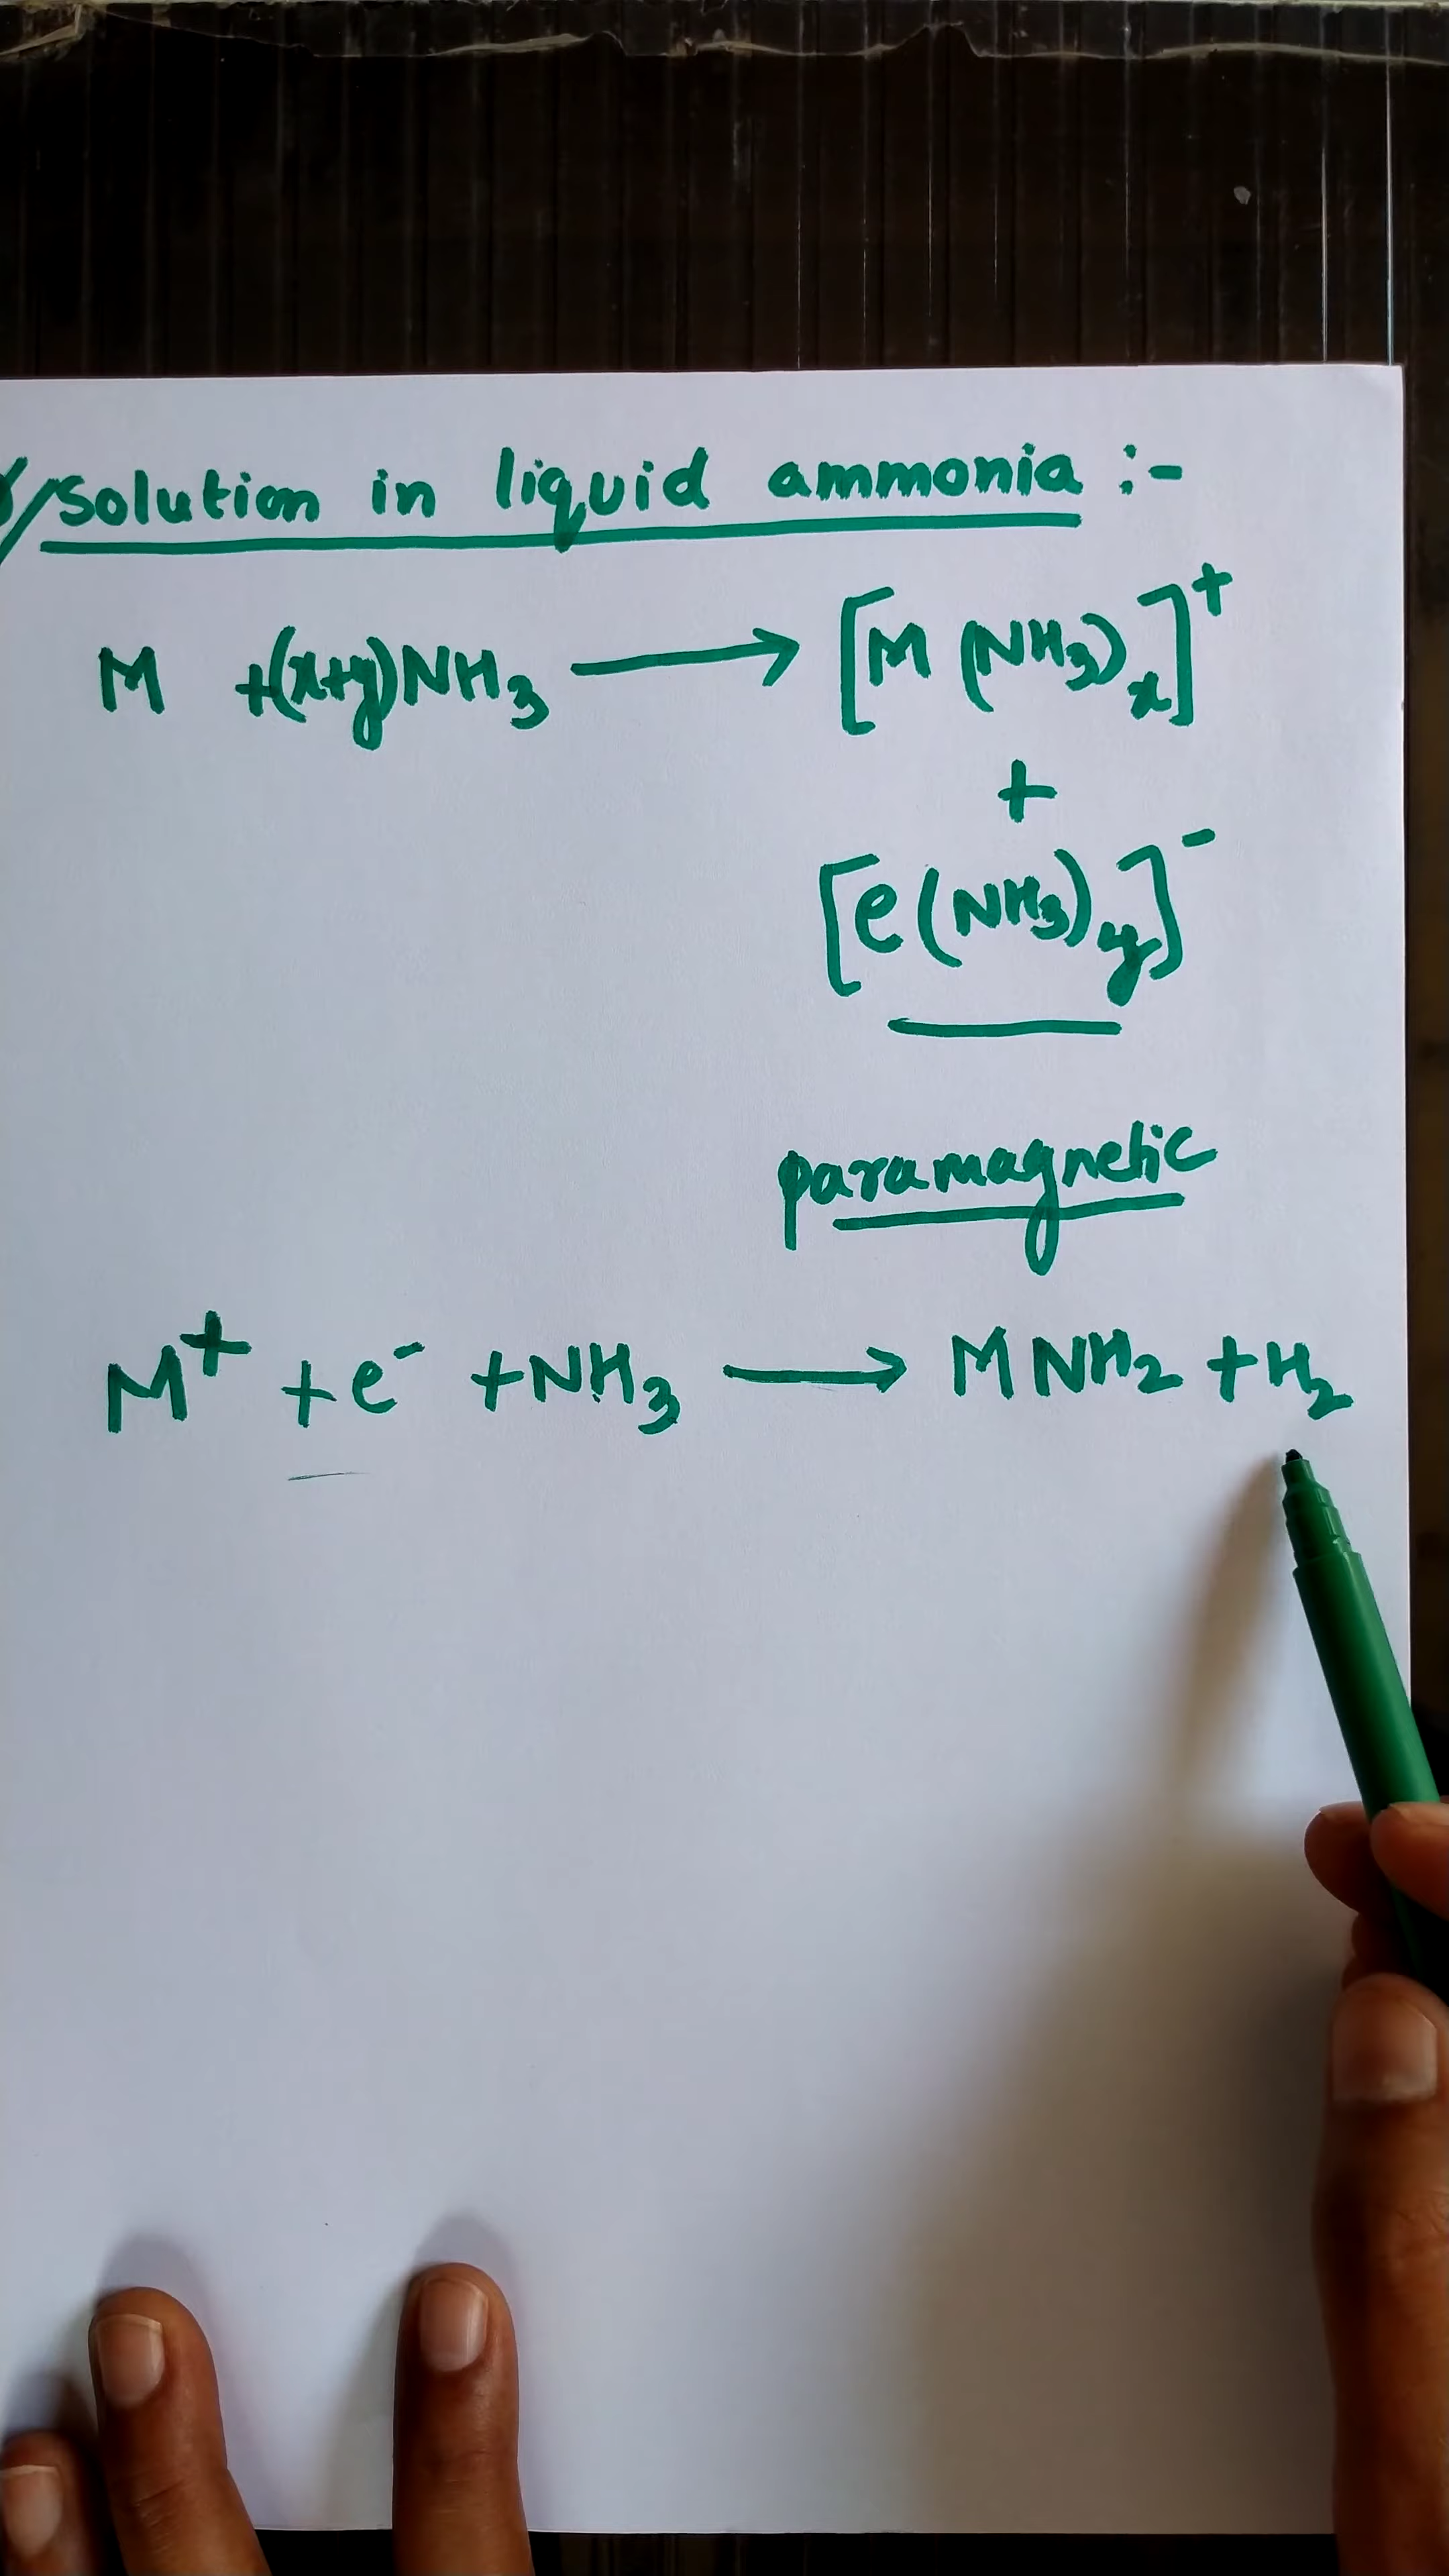 Solution in liquid ammonia :-
M +(x+y)NH₃ ⟶ [M (NH₃)ₓ]⁺
+
[e(NH₃)y]⁻
paramagnetic
M⁺ + e⁻ + NH₃ ⟶ MNH₂ + H₂